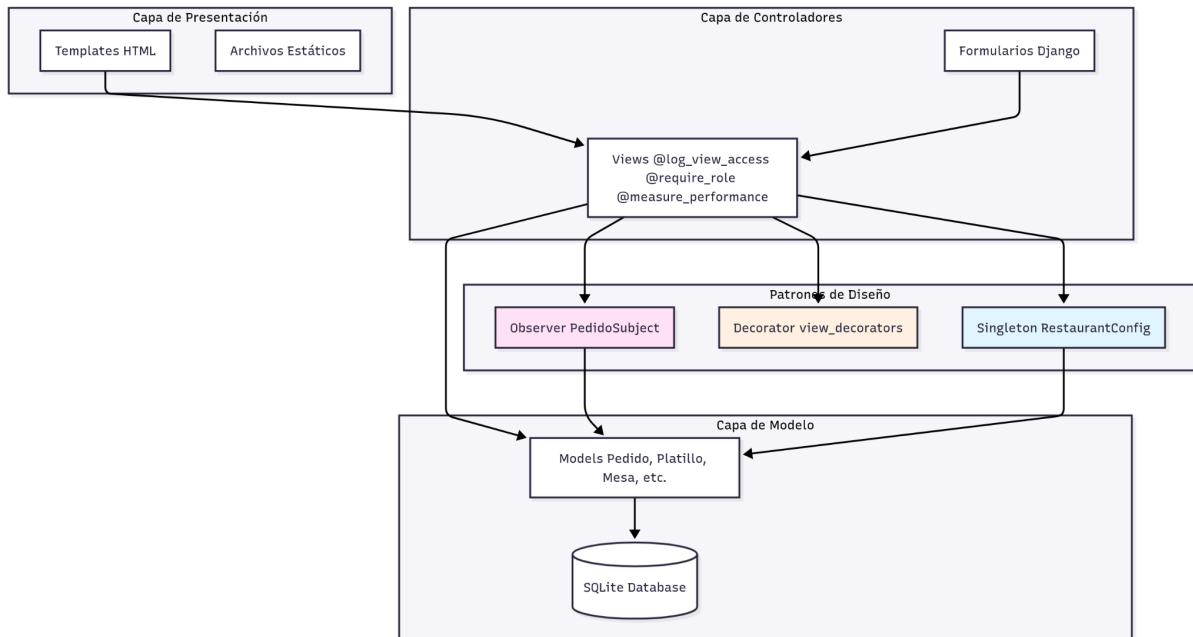 Capa de Presentación
Templates HTML
Archivos Estáticos
Capa de Controladores
Formularios Django
Views @log_view_access
@require_role
@measure_performance
Patrones de Diseño
Observer PedidoSubject
Decorator view_decorators
Singleton RestaurantConfig
Capa de Modelo
Models Pedido, Platillo,
Mesa, etc.
SQLite Database